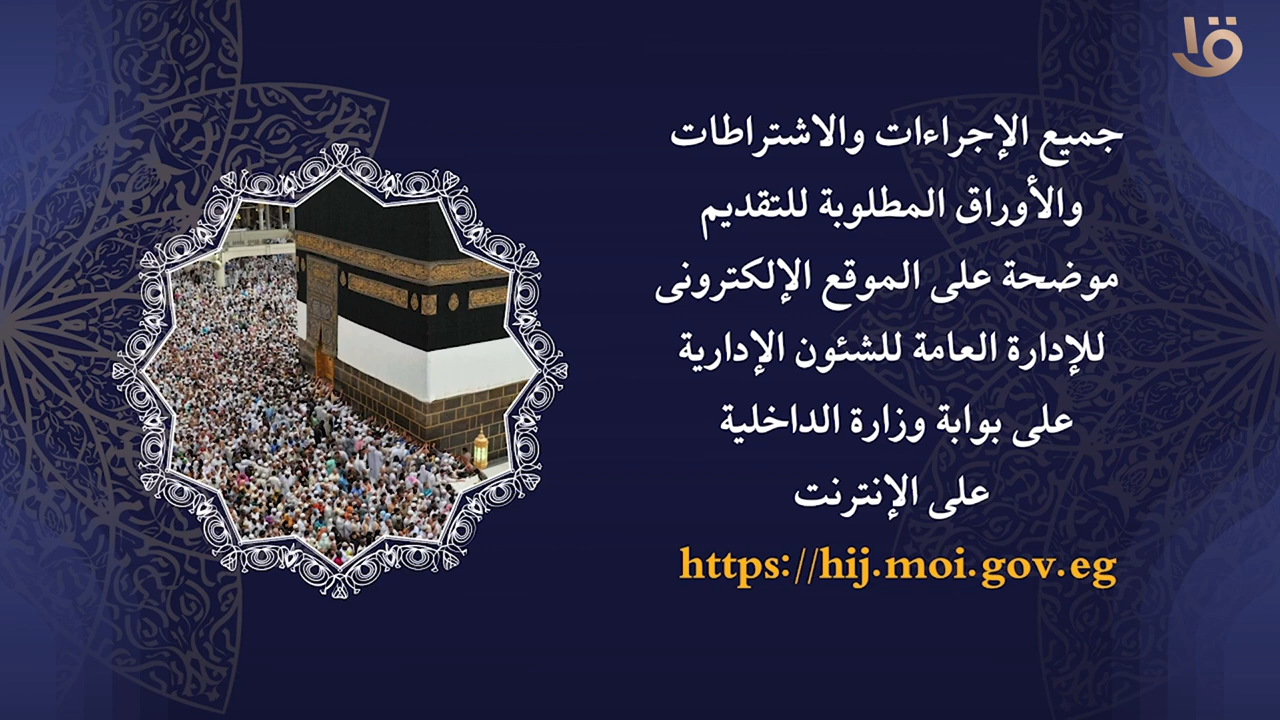 جميع الإجراءات والاشتراطات
والأوراق المطلوبة للتقديم
موضحة على الموقع الإلكترونى
للإدارة العامة للشئون الإدارية
على بوابة وزارة الداخلية
على الإنترنت
https://hij.moi.gov.eg